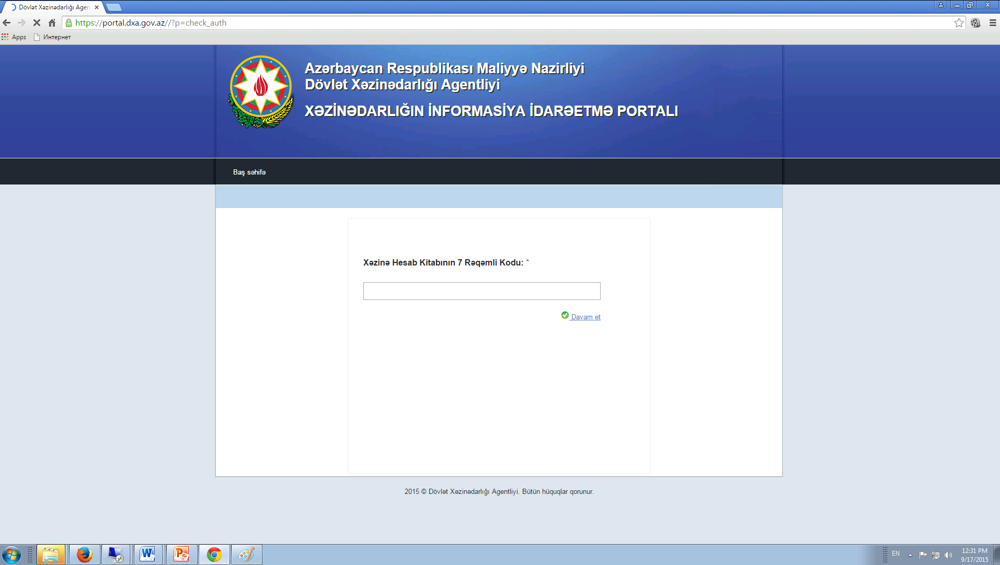 Dövlət Xəzinədarlığı Agen
https://portal.dxa.gov.az//?p=check_auth
Apps Интернет
Azərbaycan Respublikası Maliyyə Nazirliyi
Dövlət Xəzinədarlığı Agentliyi
XƏZİNƏDARLIĞIN İNFORMASİYA İDARƏETMƏ PORTALI
Baş səhifə
Xəzinə Hesab Kitabının 7 Rəqəmli Kodu: *
Davam et
2015 © Dövlət Xəzinədarlığı Agentliyi. Bütün hüquqlar qorunur.
EN
12:31 PM
9/17/2015